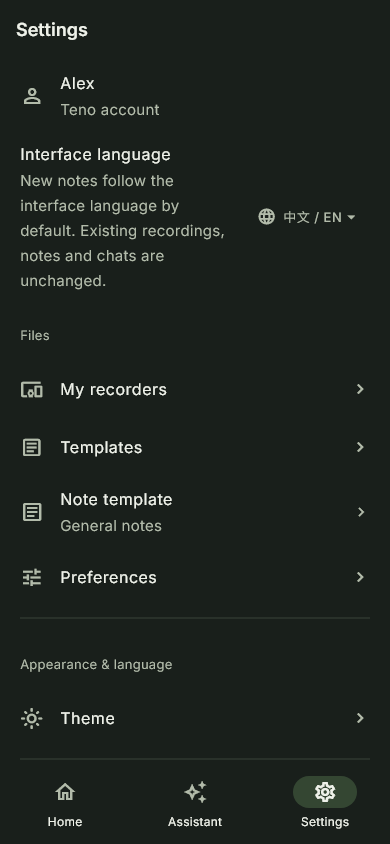 Settings
Alex
Teno account
Interface language
New notes follow the
interface language by
default. Existing recordings,
notes and chats are
unchanged.
中文 / EN
Files
My recorders
Templates
Note template
General notes
Preferences
Appearance & language
Theme
Home
Assistant
Settings